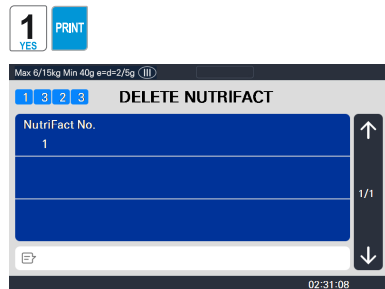 1
YES
PRINT
Max 6/15kg Min 40g e=d=2/5g III
1 3 2 3 DELETE NUTRIFACT
NutriFact No.
1
1/1
02:31:08